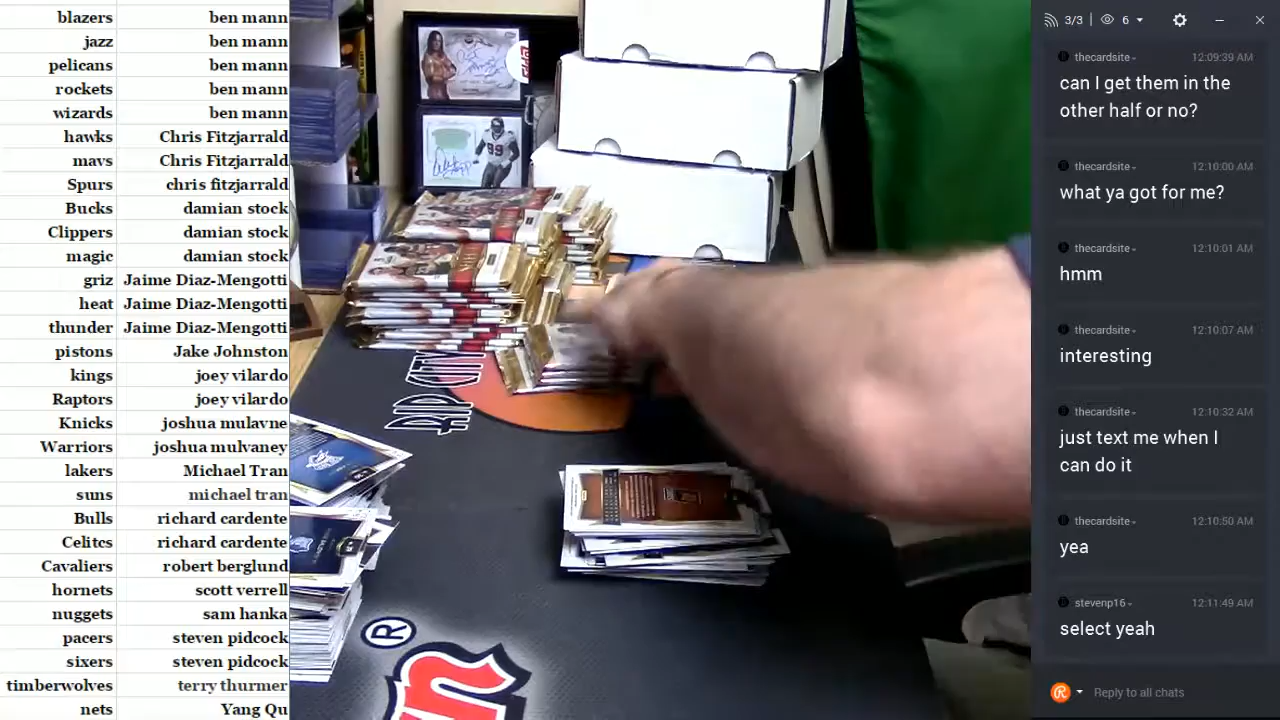 blazers ben mann
jazz ben mann
pelicans ben mann
rockets ben mann
wizards ben mann
hawks Chris Fitzjarrald
mavs Chris Fitzjarrald
Spurs chris fitzjarrald
Bucks damian stock
Clippers damian stock
magic damian stock
griz Jaime Diaz-Mengotti
heat Jaime Diaz-Mengotti
thunder Jaime Diaz-Mengotti
pistons Jake Johnston
kings joey vilardo
Raptors joey vilardo
Knicks joshua mulavne
Warriors joshua mulvaney
lakers Michael Tran
suns michael tran
Bulls richard cardente
Celitcs richard cardente
Cavaliers robert berglund
hornets scott verrell
nuggets sam hanka
pacers steven pidcock
sixers steven pidcock
timberwolves terry thurmer
nets Yang Qu
RIP CITY
®
3/3 6
thecardsite 12:09:39 AM
can I get them in the
other half or no?
thecardsite 12:10:00 AM
what ya got for me?
thecardsite 12:10:01 AM
hmm
thecardsite 12:10:07 AM
interesting
thecardsite 12:10:32 AM
just text me when I
can do it
thecardsite 12:10:50 AM
yea
stevenp16 12:11:49 AM
select yeah
Reply to all chats